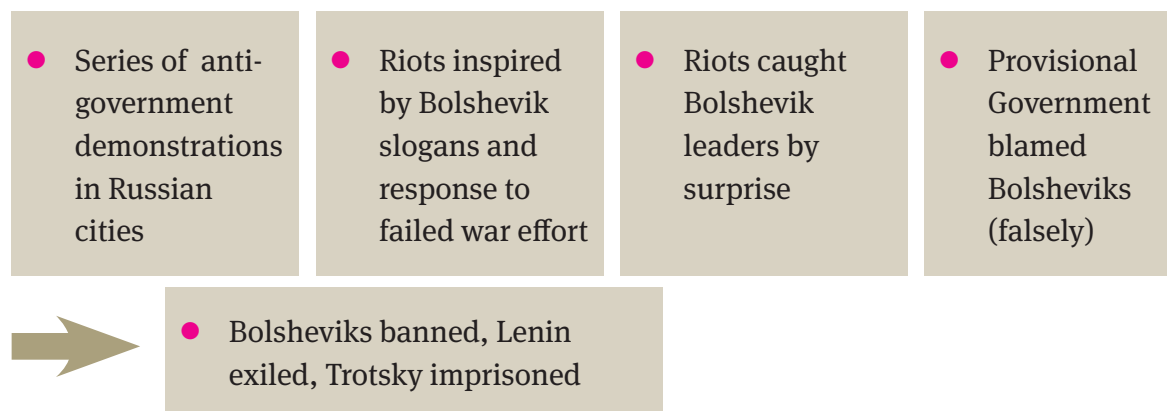 ● Series of anti-
government
demonstrations
in Russian
cities
● Riots inspired
by Bolshevik
slogans and
response to
failed war effort
● Riots caught
Bolshevik
leaders by
surprise
● Provisional
Government
blamed
Bolsheviks
(falsely)
● Bolsheviks banned, Lenin
exiled, Trotsky imprisoned